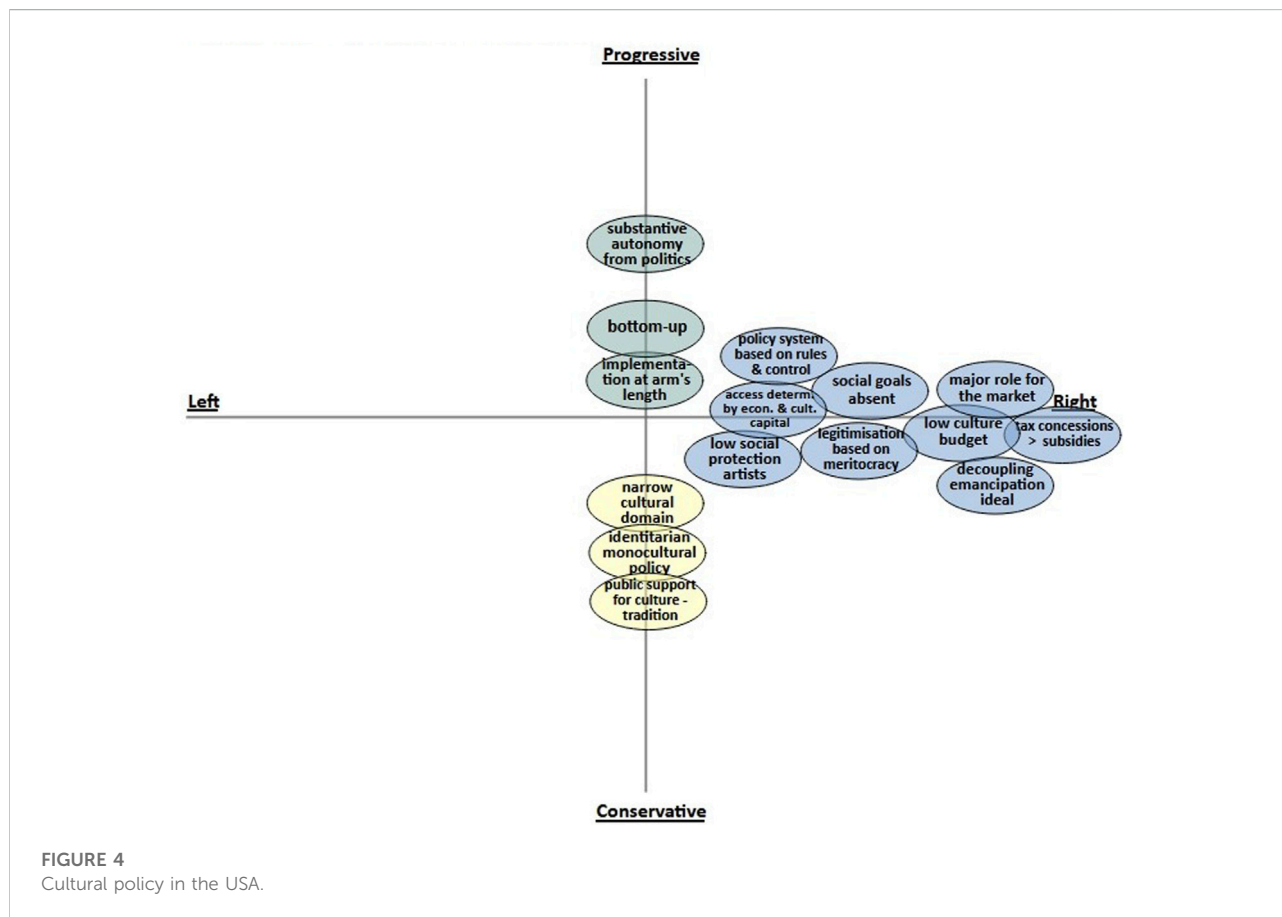 Progressive
substantive
autonomy
from politics
bottom-up
implementa-
tion at arm's
length
policy system
based on rules
& control
social goals
absent
major role for
the market
Left
Right
access determ.
by econ. & cult.
capital
low culture
budget
tax concessions
> subsidies
low social
protection
artists
legitimisation
based on
meritocracy
decoupling
emancipation
ideal
narrow
cultural
domain
identitarian
monocultural
policy
public support
for culture -
tradition
Conservative
FIGURE 4
Cultural policy in the USA.